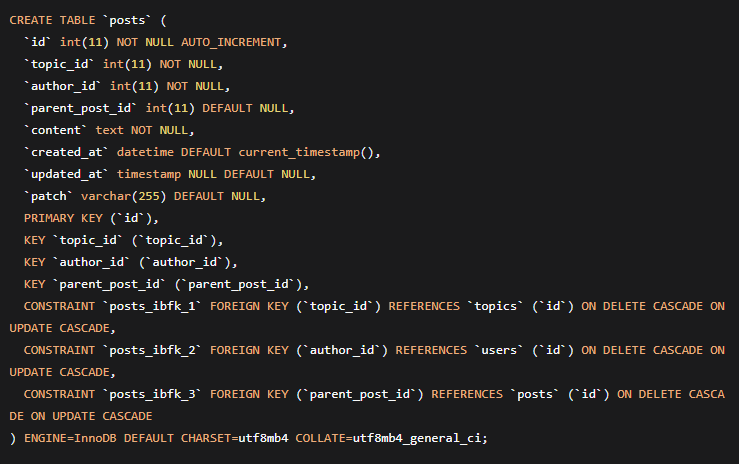 CREATE TABLE `posts` (
  `id` int(11) NOT NULL AUTO_INCREMENT,
  `topic_id` int(11) NOT NULL,
  `author_id` int(11) NOT NULL,
  `parent_post_id` int(11) DEFAULT NULL,
  `content` text NOT NULL,
  `created_at` datetime DEFAULT current_timestamp(),
  `updated_at` timestamp NULL DEFAULT NULL,
  `patch` varchar(255) DEFAULT NULL,
  PRIMARY KEY (`id`),
  KEY `topic_id` (`topic_id`),
  KEY `author_id` (`author_id`),
  KEY `parent_post_id` (`parent_post_id`),
  CONSTRAINT `posts_ibfk_1` FOREIGN KEY (`topic_id`) REFERENCES `topics` (`id`) ON DELETE CASCADE ON
UPDATE CASCADE,
  CONSTRAINT `posts_ibfk_2` FOREIGN KEY (`author_id`) REFERENCES `users` (`id`) ON DELETE CASCADE ON
UPDATE CASCADE,
  CONSTRAINT `posts_ibfk_3` FOREIGN KEY (`parent_post_id`) REFERENCES `posts` (`id`) ON DELETE CASCA
DE ON UPDATE CASCADE
) ENGINE=InnoDB DEFAULT CHARSET=utf8mb4 COLLATE=utf8mb4_general_ci;